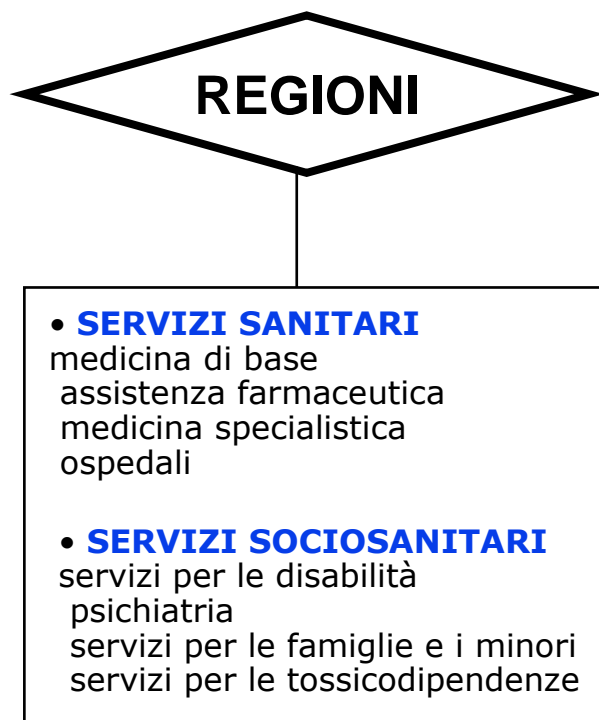 REGIONI
• SERVIZI SANITARI
medicina di base
assistenza farmaceutica
medicina specialistica
ospedali
• SERVIZI SOCIOSANITARI
servizi per le disabilità
psichiatria
servizi per le famiglie e i minori
servizi per le tossicodipendenze